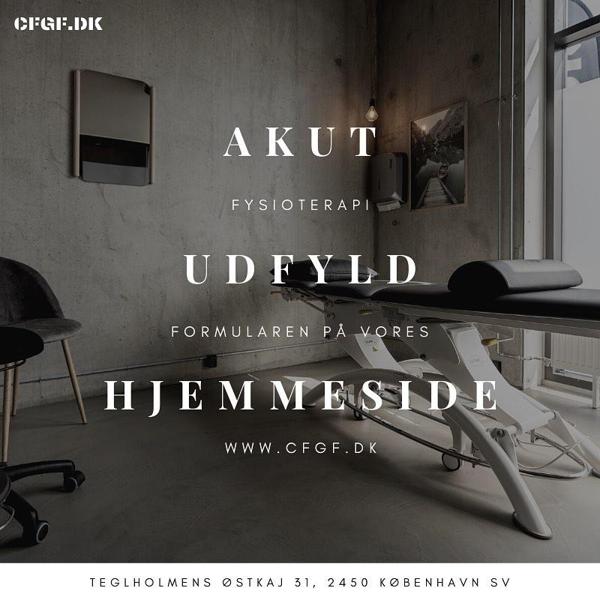 CFGF.DK
AKUT
FYSIOTERAPI
UDFYLD
FORMULAREN PÅ VORES
HJEMMESIDE
WWW.CFGF.DK
TEGLHOLMENS ØSTKAJ 31, 2450 KØBENHAVN SV